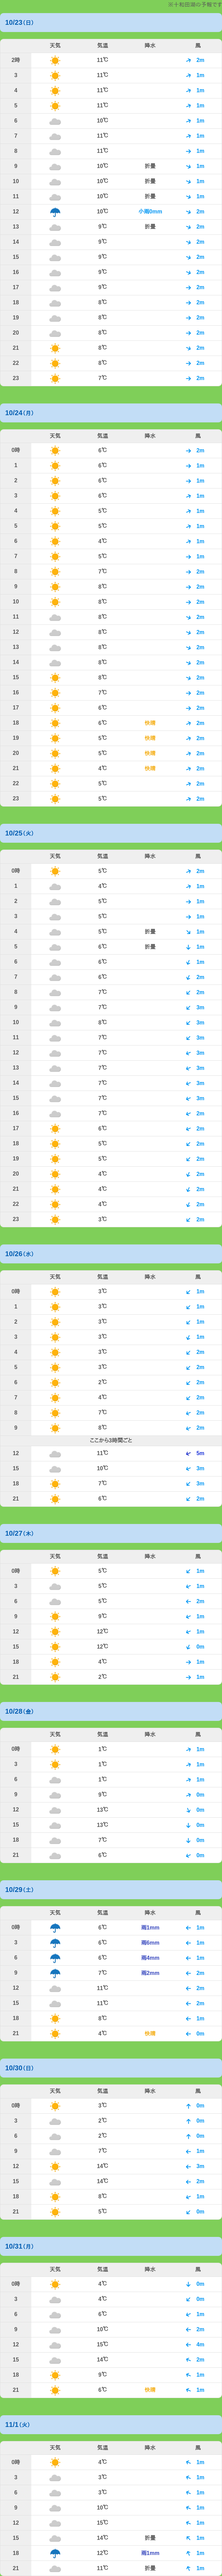 ※十和田湖の予報です
10/23(日)
天気 気温 降水 風
2時 11℃ 2m
3 11℃ 1m
4 11℃ 1m
5 11℃ 1m
6 10℃ 1m
7 11℃ 1m
8 11℃ 1m
9 10℃ 折畳 1m
10 10℃ 折畳 1m
11 10℃ 折畳 1m
12 10℃ 小雨0mm 2m
13 9℃ 折畳 2m
14 9℃ 2m
15 9℃ 2m
16 9℃ 2m
17 9℃ 2m
18 8℃ 2m
19 8℃ 2m
20 8℃ 2m
21 8℃ 2m
22 8℃ 2m
23 7℃ 2m
10/24(月)
天気 気温 降水 風
0時 6℃ 2m
1 6℃ 1m
2 6℃ 1m
3 6℃ 1m
4 5℃ 1m
5 5℃ 1m
6 4℃ 1m
7 5℃ 1m
8 7℃ 2m
9 8℃ 2m
10 8℃ 2m
11 8℃ 2m
12 8℃ 2m
13 8℃ 2m
14 8℃ 2m
15 8℃ 2m
16 7℃ 2m
17 6℃ 2m
18 6℃ 快晴 2m
19 5℃ 快晴 2m
20 5℃ 快晴 2m
21 4℃ 快晴 2m
22 5℃ 2m
23 5℃ 2m
10/25(火)
天気 気温 降水 風
0時 5℃ 2m
1 4℃ 1m
2 5℃ 1m
3 5℃ 1m
4 5℃ 折畳 1m
5 6℃ 折畳 1m
6 6℃ 1m
7 6℃ 2m
8 7℃ 2m
9 7℃ 3m
10 8℃ 3m
11 7℃ 3m
12 7℃ 3m
13 7℃ 3m
14 7℃ 3m
15 7℃ 3m
16 7℃ 2m
17 6℃ 2m
18 5℃ 2m
19 5℃ 2m
20 4℃ 2m
21 4℃ 2m
22 4℃ 2m
23 3℃ 2m
10/26(水)
天気 気温 降水 風
0時 3℃ 1m
1 3℃ 1m
2 3℃ 1m
3 3℃ 1m
4 3℃ 2m
5 3℃ 2m
6 2℃ 2m
7 4℃ 2m
8 7℃ 2m
9 8℃ 2m
ここから3時間ごと
12 11℃ 5m
15 10℃ 3m
18 7℃ 3m
21 6℃ 2m
10/27(木)
天気 気温 降水 風
0時 5℃ 1m
3 5℃ 1m
6 5℃ 2m
9 9℃ 1m
12 12℃ 1m
15 12℃ 0m
18 4℃ 1m
21 2℃ 1m
10/28(金)
天気 気温 降水 風
0時 1℃ 1m
3 1℃ 1m
6 1℃ 1m
9 9℃ 0m
12 13℃ 0m
15 13℃ 0m
18 7℃ 0m
21 6℃ 0m
10/29(土)
天気 気温 降水 風
0時 6℃ 雨1mm 1m
3 6℃ 雨6mm 1m
6 6℃ 雨4mm 1m
9 7℃ 雨2mm 2m
12 11℃ 2m
15 11℃ 2m
18 8℃ 1m
21 4℃ 快晴 0m
10/30(日)
天気 気温 降水 風
0時 3℃ 0m
3 2℃ 0m
6 2℃ 0m
9 7℃ 1m
12 14℃ 3m
15 14℃ 2m
18 8℃ 1m
21 5℃ 0m
10/31(月)
天気 気温 降水 風
0時 4℃ 0m
3 4℃ 0m
6 6℃ 1m
9 10℃ 2m
12 15℃ 4m
15 14℃ 2m
18 9℃ 1m
21 6℃ 快晴 1m
11/1(火)
天気 気温 降水 風
0時 4℃ 1m
3 3℃ 1m
6 3℃ 1m
9 10℃ 1m
12 15℃ 1m
15 14℃ 折畳 1m
18 12℃ 雨1mm 1m
21 11℃ 折畳 1m